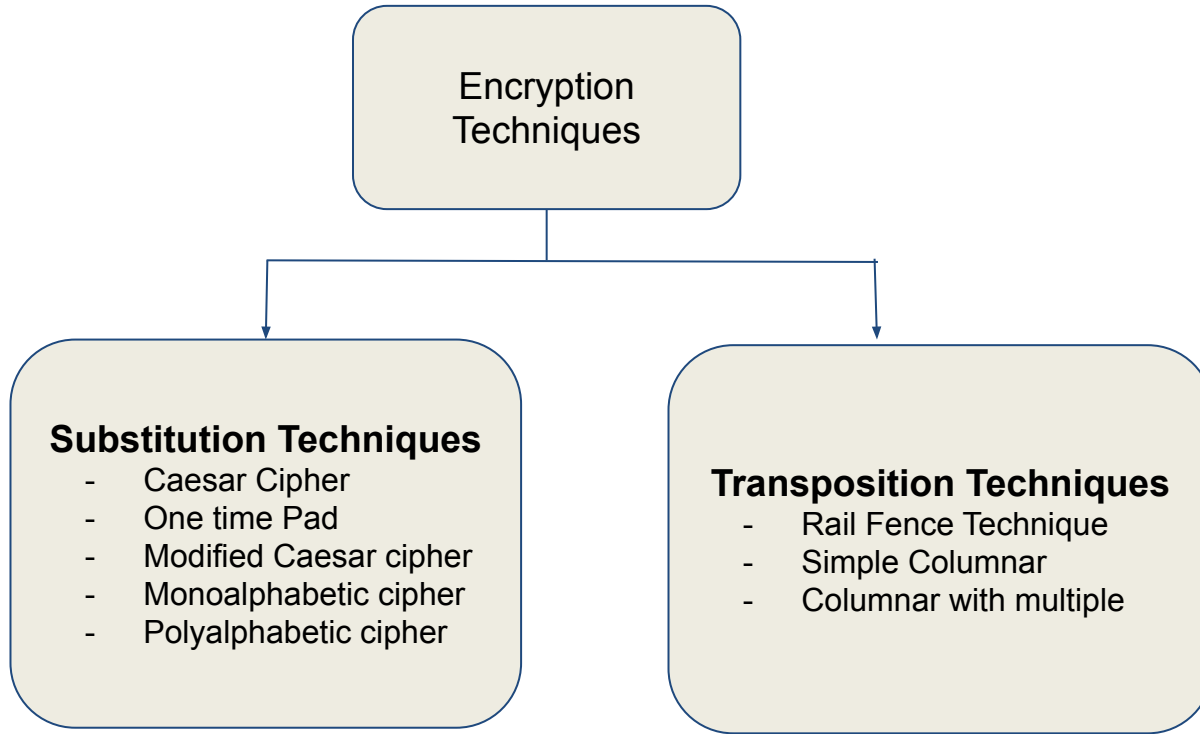 Encryption
Techniques
Substitution Techniques
- Caesar Cipher
- One time Pad
- Modified Caesar cipher
- Monoalphabetic cipher
- Polyalphabetic cipher
Transposition Techniques
- Rail Fence Technique
- Simple Columnar
- Columnar with multiple